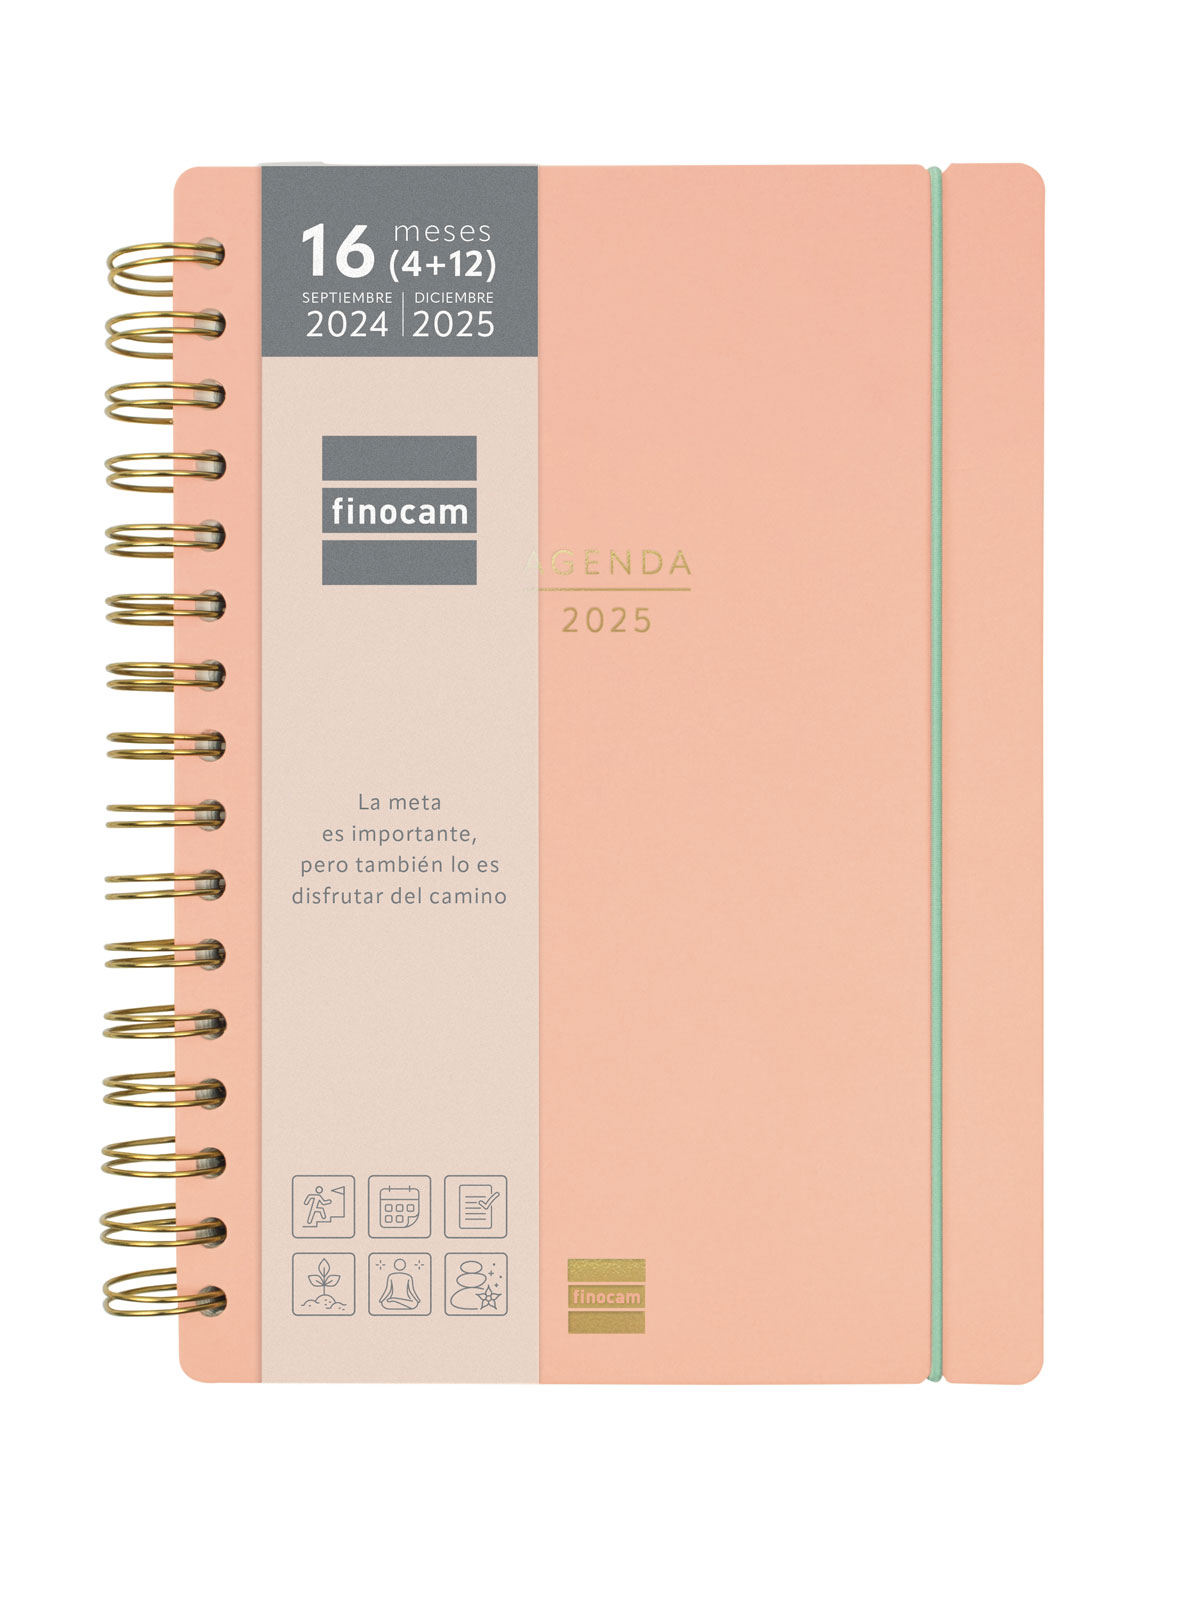 16 meses
(4+12)
SEPTIEMBRE DICIEMBRE
2024 2025
finocam
AGENDA
2025
La meta
es importante,
pero también lo es
disfrutar del camino
finocam